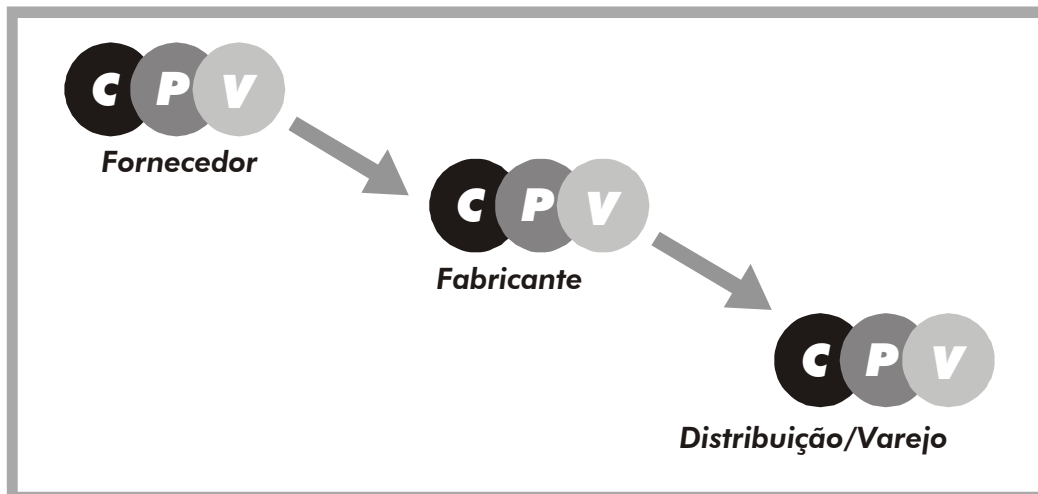 C P V
Fornecedor
C P V
Fabricante
C P V
Distribuição/Varejo